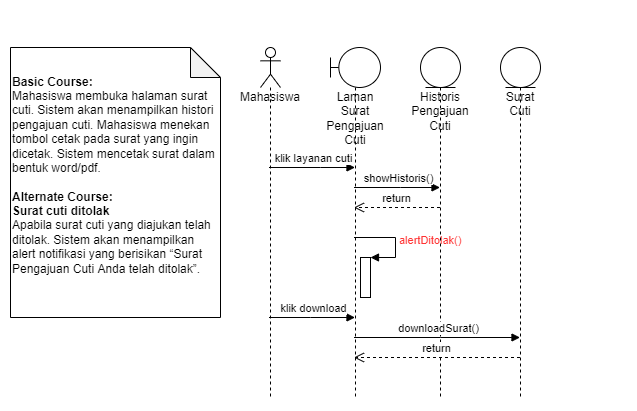 Basic Course:
Mahasiswa membuka halaman surat
cuti. Sistem akan menampilkan histori
pengajuan cuti. Mahasiswa menekan
tombol cetak pada surat yang ingin
dicetak. Sistem mencetak surat dalam
bentuk word/pdf.
Alternate Course:
Surat cuti ditolak
Apabila surat cuti yang diajukan telah
ditolak. Sistem akan menampilkan
alert notifikasi yang berisikan “Surat
Pengajuan Cuti Anda telah ditolak”.
Mahasiswa
Laman
Surat
Pengajuan
Cuti
Historis
Pengajuan
Cuti
Surat
Cuti
klik layanan cuti
showHistoris()
return
alertDitolak()
klik download
downloadSurat()
return